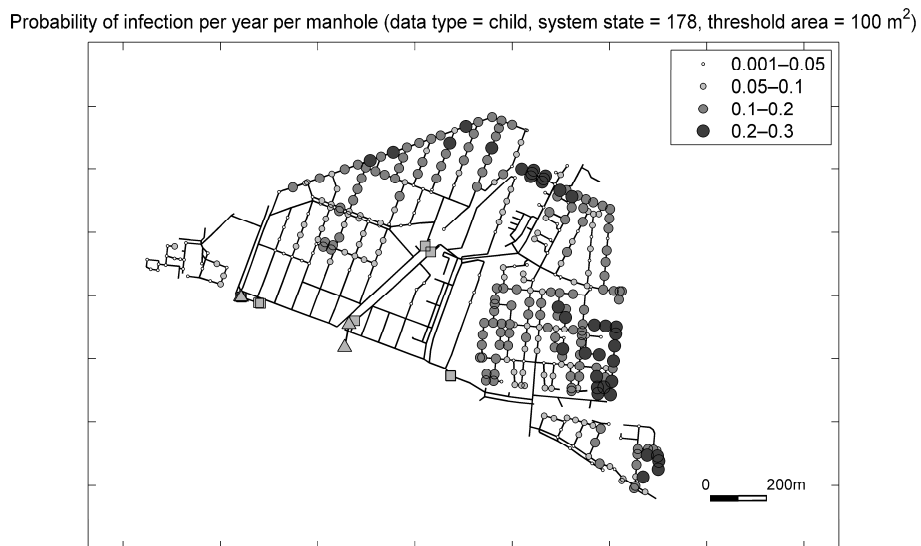 Probability of infection per year per manhole (data type = child, system state = 178, threshold area = 100 m²)
0.001–0.05
0.05–0.1
0.1–0.2
0.2–0.3
0 200m